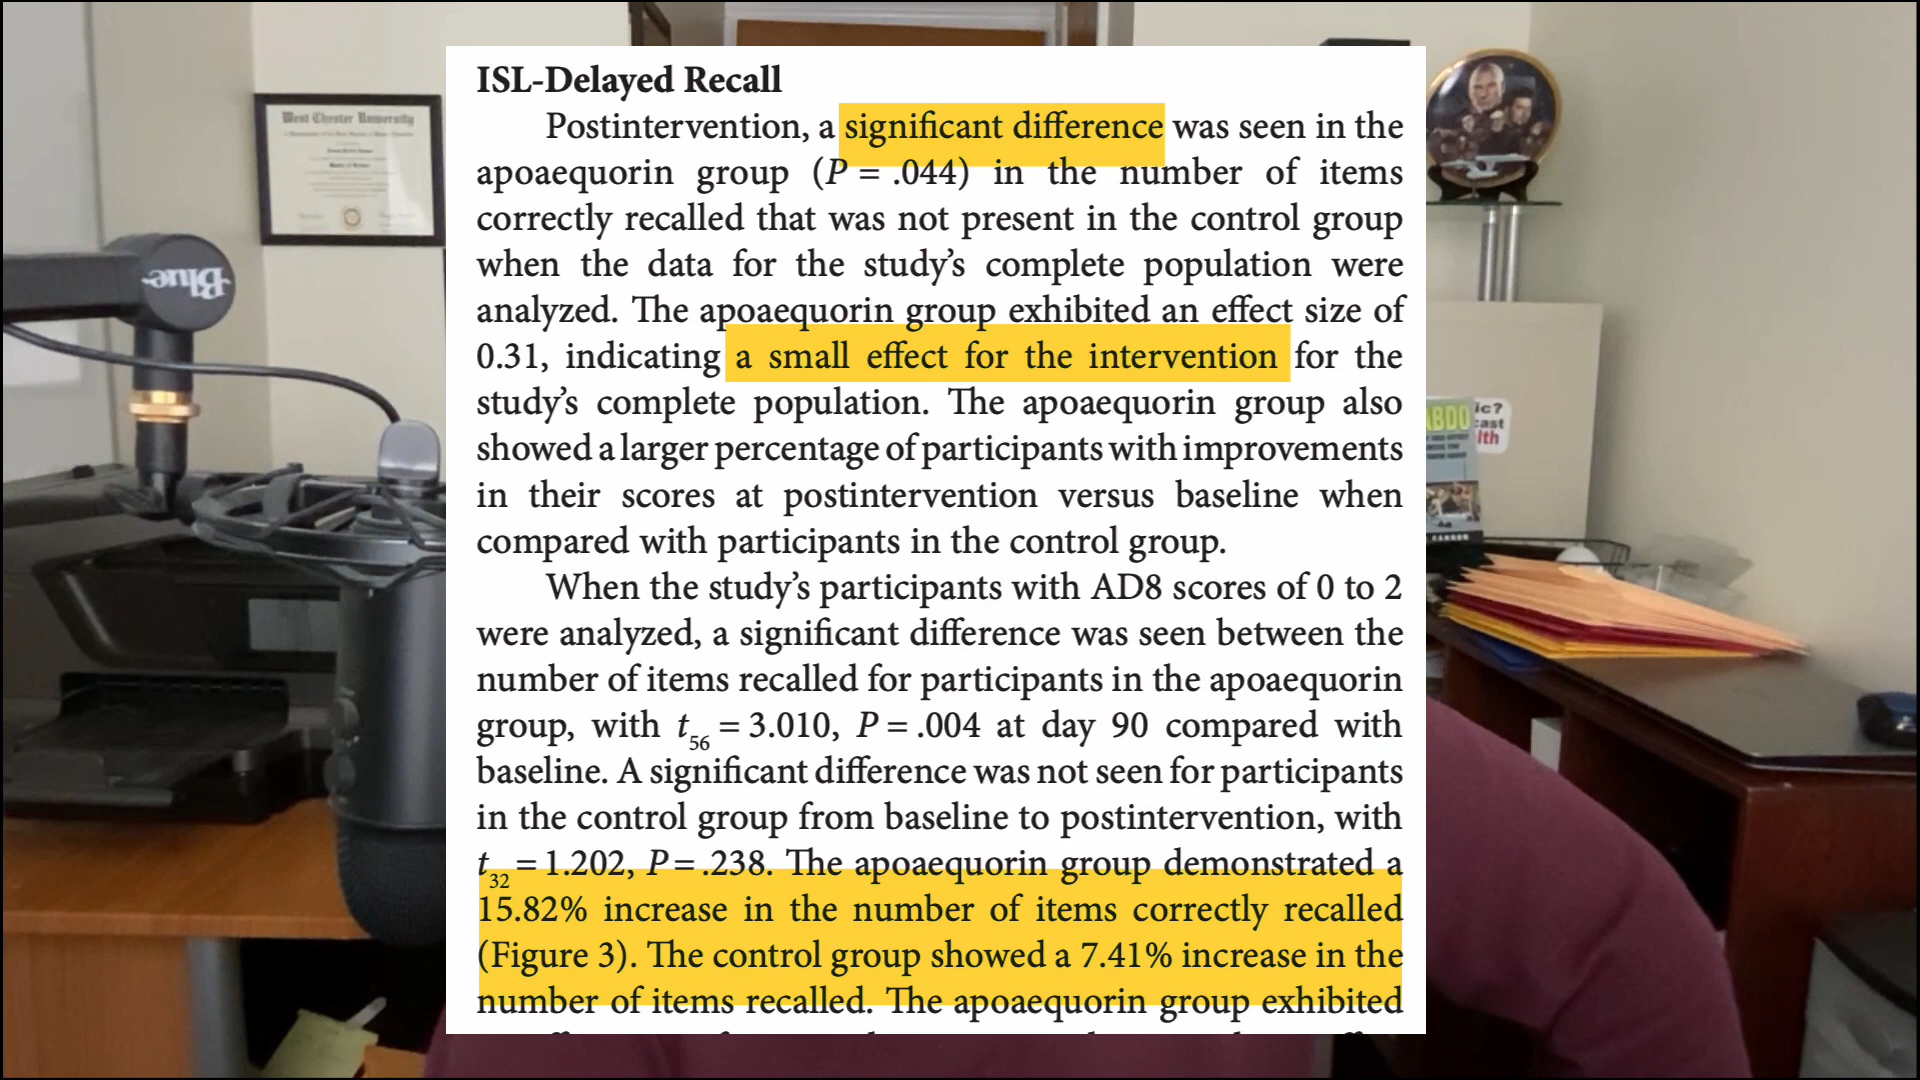 ISL-Delayed Recall
Postintervention, a significant difference was seen in the
apoaequorin group (P = .044) in the number of items
correctly recalled that was not present in the control group
when the data for the study's complete population were
analyzed. The apoaequorin group exhibited an effect size of
0.31, indicating a small effect for the intervention for the
study's complete population. The apoaequorin group also
showed a larger percentage of participants with improvements
in their scores at postintervention versus baseline when
compared with participants in the control group.
When the study's participants with AD8 scores of 0 to 2
were analyzed, a significant difference was seen between the
number of items recalled for participants in the apoaequorin
group, with t56 = 3.010, P = .004 at day 90 compared with
baseline. A significant difference was not seen for participants
in the control group from baseline to postintervention, with
t32 = 1.202, P = .238. The apoaequorin group demonstrated a
15.82% increase in the number of items correctly recalled
(Figure 3). The control group showed a 7.41% increase in the
number of items recalled. The apoaequorin group exhibited
West Chester University
Blue
ABDO
ic?
cast
lth